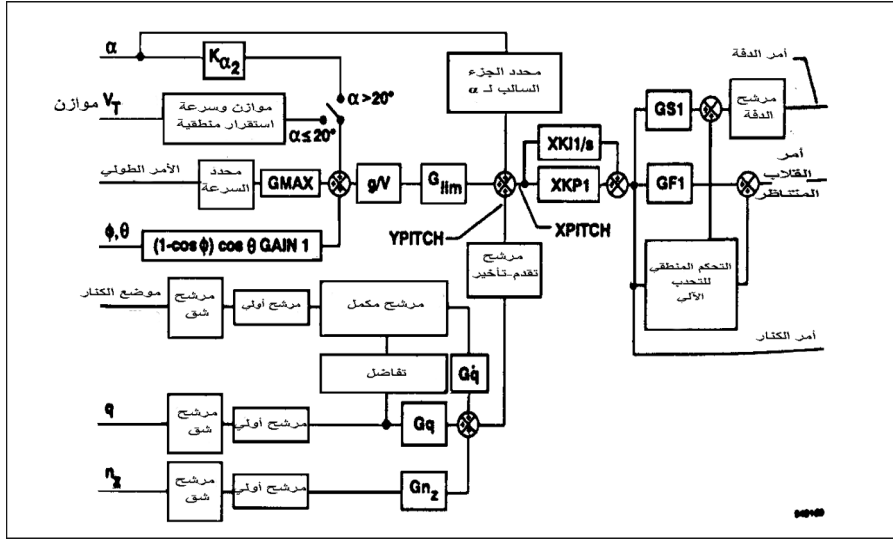 α
K α2
محدد الجزء
السالب لـ α
أمر الدفة
α>20°
موازن VT
موازن وسرعة
استقرار منطقية
α≤20°
GS1
مرشح
الدفة
XKI1/s
الأمر الطولي
محدد
السرعة
GMAX
g/V
Glim
XKP1
GF1
أمر
القلاب
المتناظر
YPITCH
XPITCH
φ,θ
(1-cos φ) cos θ GAIN 1
مرشح
تقدم-تأخير
التحكم المنطقي
للتحدب
الآلي
موضع الكنار
مرشح
شق
مرشح أولي
مرشح مكمل
أمر الكنار
تفاضل
Gq̇
q
مرشح
شق
مرشح أولي
Gq
nz
مرشح
شق
مرشح أولي
Gnz